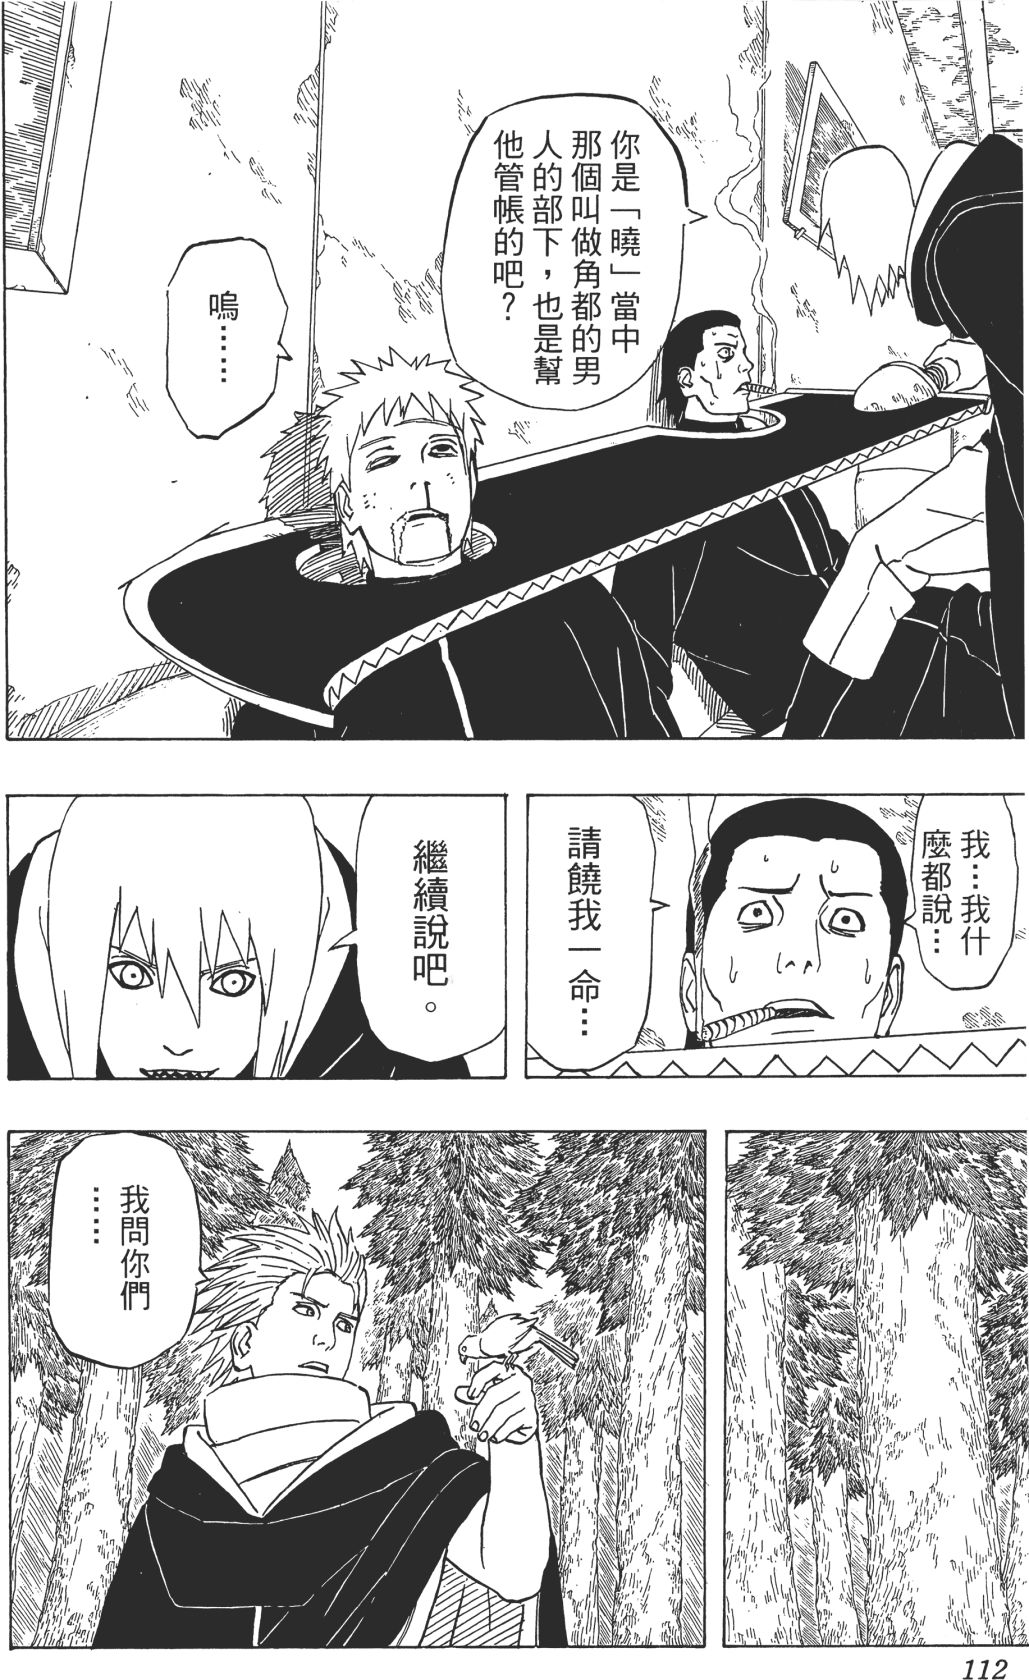 你是「曉」當中
那個叫做角都的男
人的部下，也是幫
他管帳的吧？
嗚……
我…我什
麼都說…
請饒我一命…
繼續說吧。
我問你們
……
112